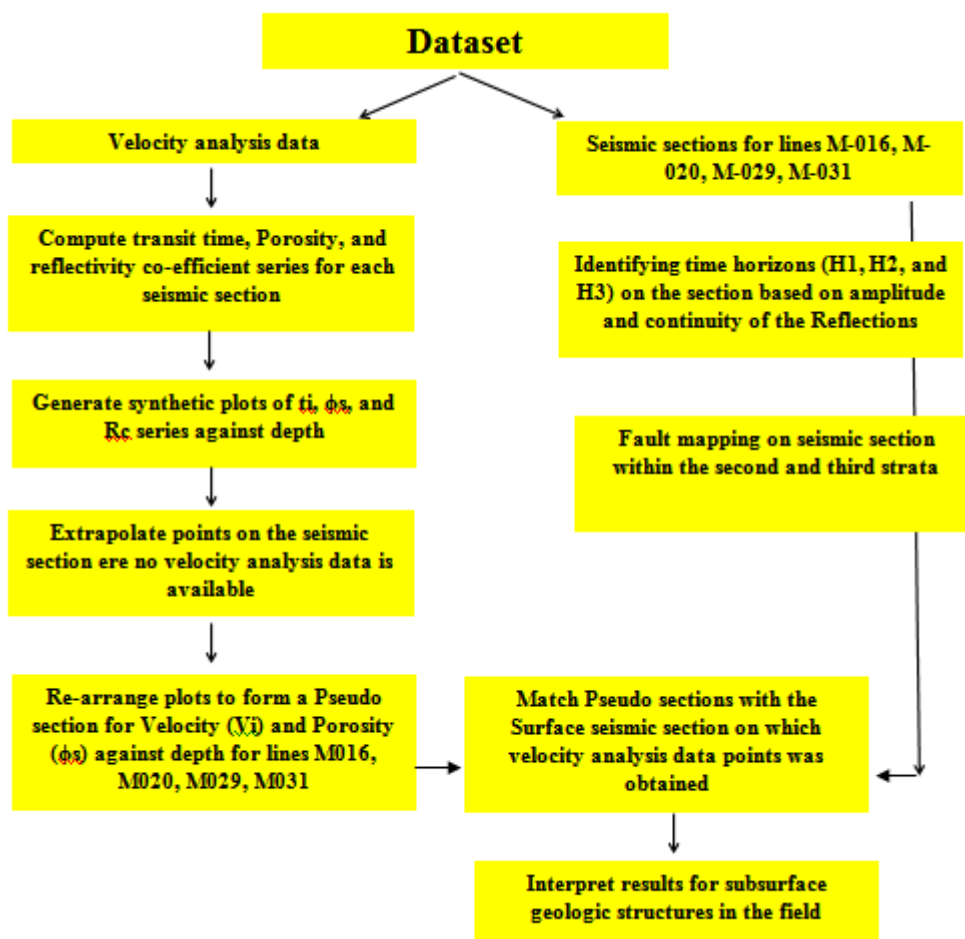 Dataset
Velocity analysis data
Compute transit time, Porosity, and
reflectivity co-efficient series for each
seismic section
Generate synthetic plots of ti, ϕs, and
Rc series against depth
Extrapolate points on the seismic
section ere no velocity analysis data is
available
Re-arrange plots to form a Pseudo
section for Velocity (Vi) and Porosity
(ϕs) against depth for lines M016,
M020, M029, M031
Seismic sections for lines M-016, M-
020, M-029, M-031
Identifying time horizons (H1, H2, and
H3) on the section based on amplitude
and continuity of the Reflections
Fault mapping on seismic section
within the second and third strata
Match Pseudo sections with the
Surface seismic section on which
velocity analysis data points was
obtained
Interpret results for subsurface
geologic structures in the field